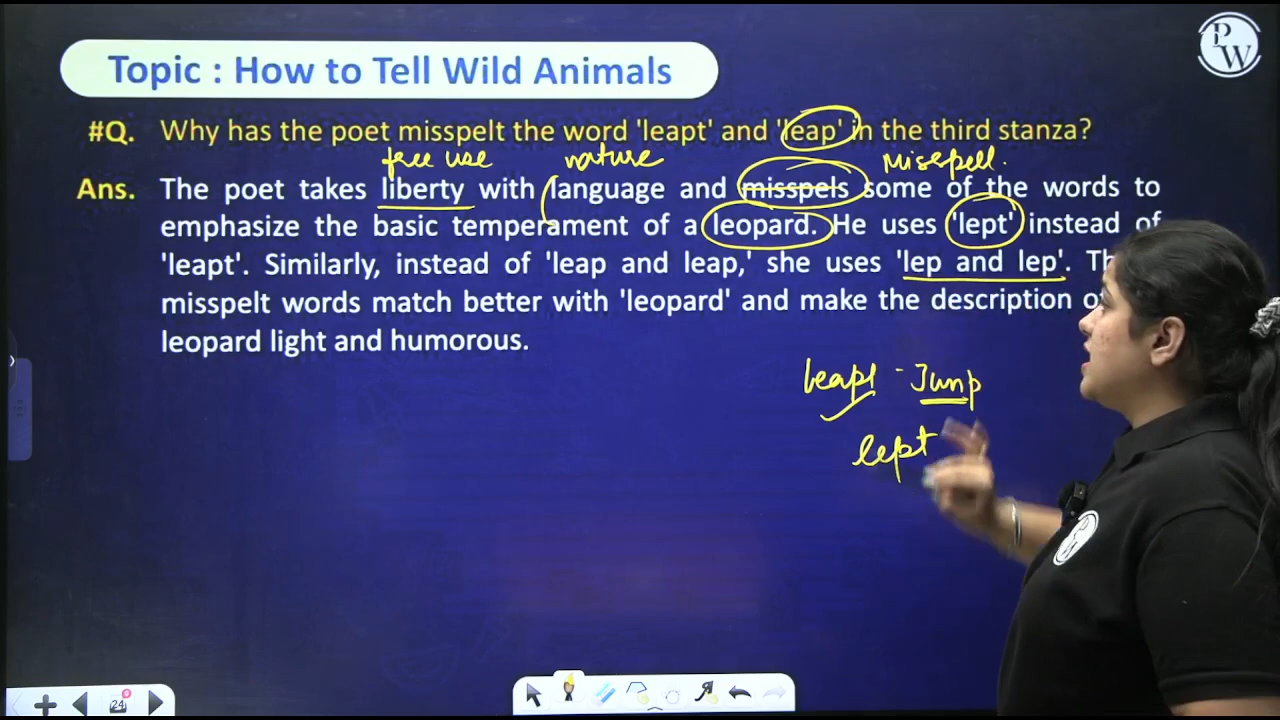 PW
Topic : How to Tell Wild Animals
#Q. Why has the poet misspelt the word 'leapt' and 'leap' in the third stanza?
free use nature Misspell.
Ans. The poet takes liberty with language and misspels some of the words to
emphasize the basic temperament of a leopard. He uses 'lept' instead of
'leapt'. Similarly, instead of 'leap and leap,' she uses 'lep and lep'.
misspelt words match better with 'leopard' and make the description
leopard light and humorous.
leapt - Jump
lept
24